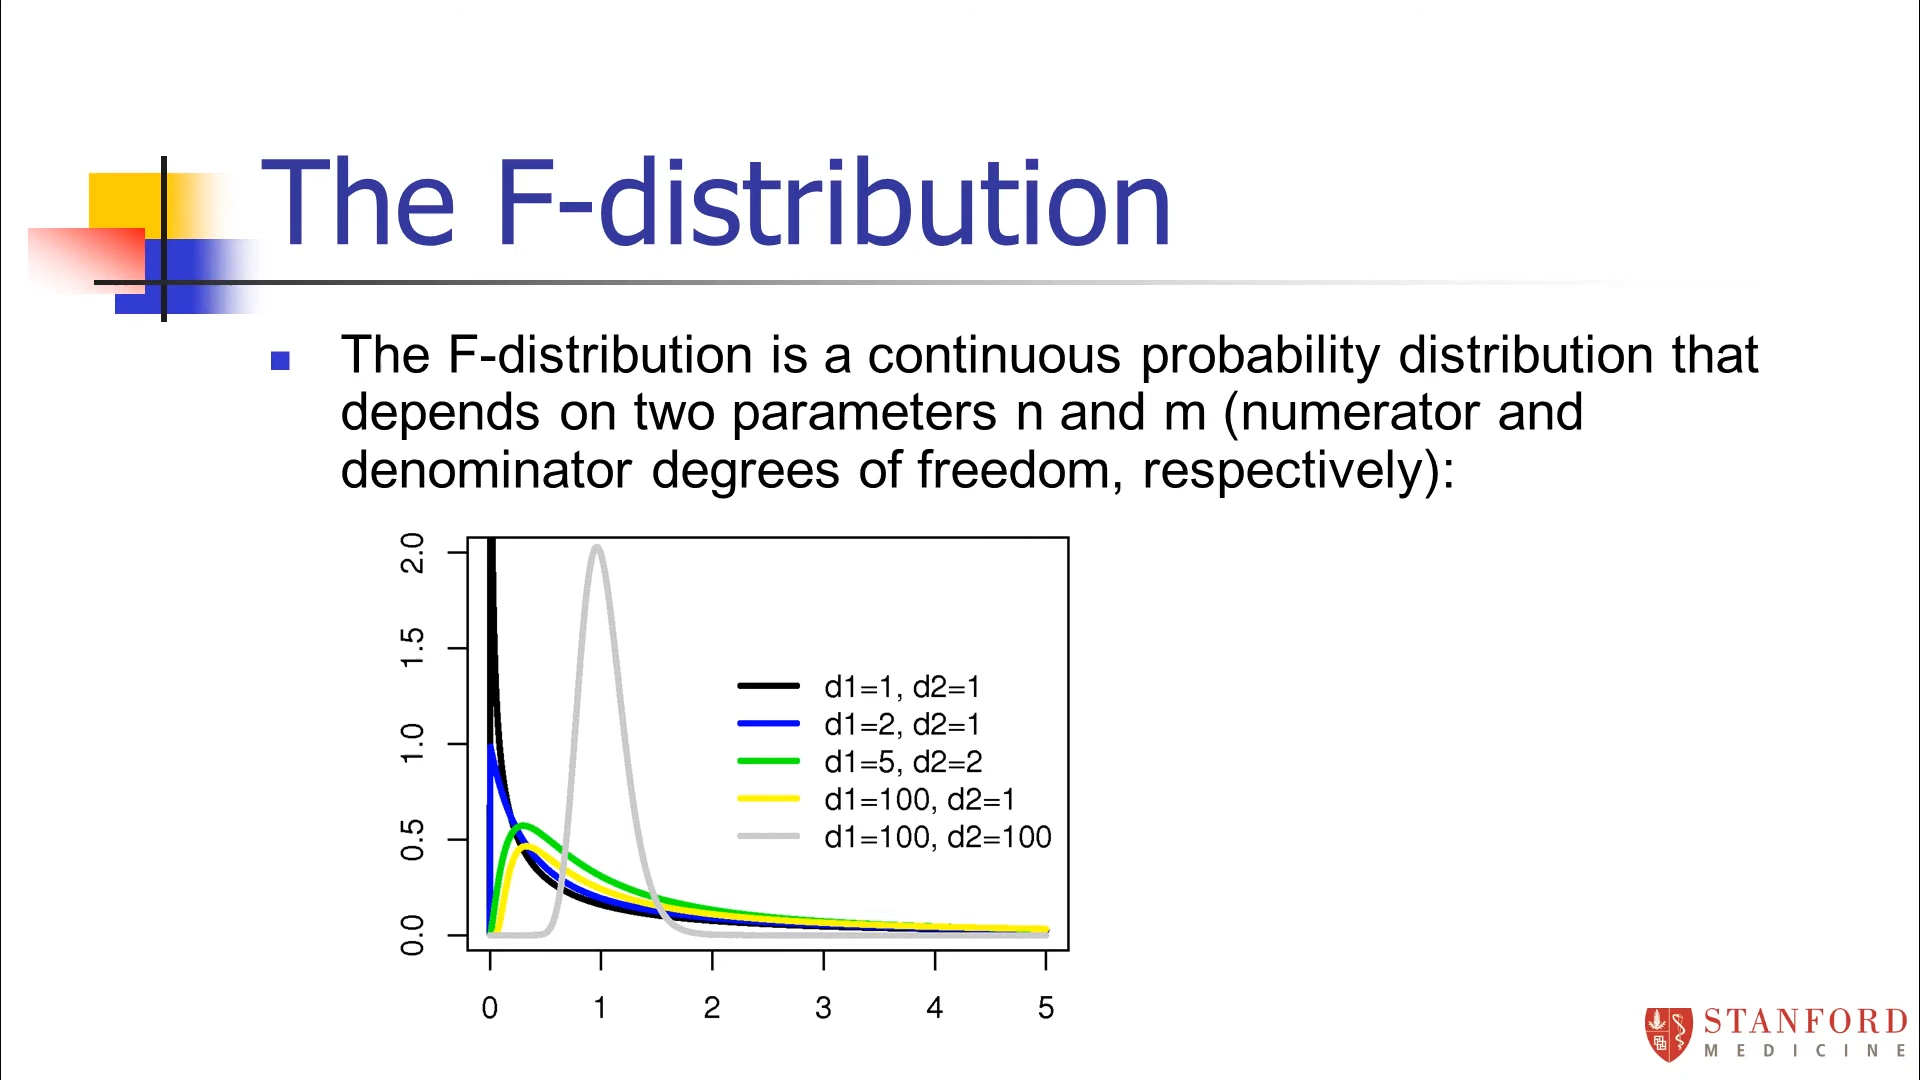 The F-distribution
The F-distribution is a continuous probability distribution that
depends on two parameters n and m (numerator and
denominator degrees of freedom, respectively):
2.0
1.5
1.0
0.5
0.0
d1=1, d2=1
d1=2, d2=1
d1=5, d2=2
d1=100, d2=1
d1=100, d2=100
0 1 2 3 4 5
STANFORD
MEDICINE